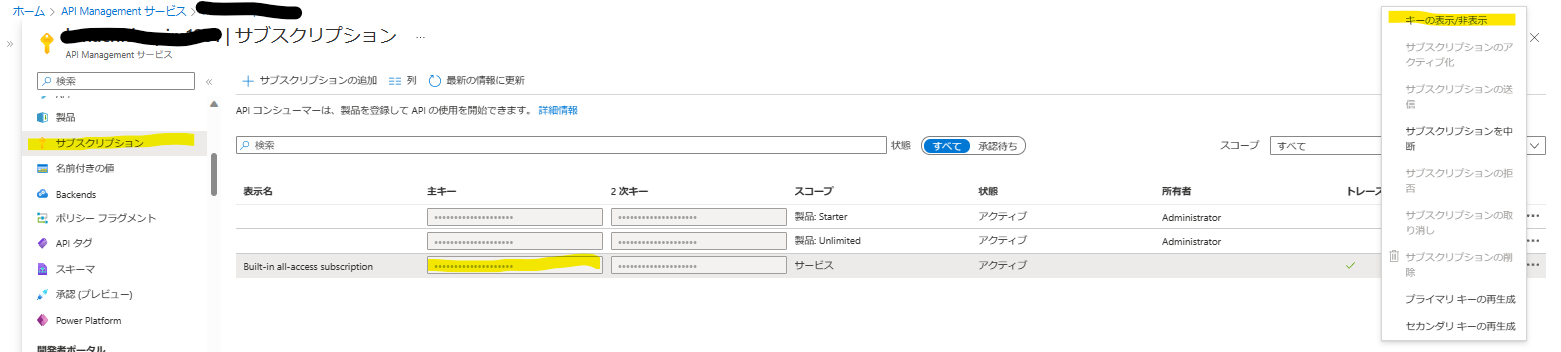 ホーム > API Management サービス >
| サブスクリプション ...
API Management サービス
検索
製品
サブスクリプション
名前付きの値
Backends
ポリシー フラグメント
API タグ
スキーマ
承認 (プレビュー)
Power Platform
開発者ポータル
サブスクリプションの追加 列 最新の情報に更新
API コンシューマーは、製品を登録して API の使用を開始できます。 詳細情報
検索 状態 すべて 承認待ち スコープ すべて
表示名 主キー 2 次キー スコープ 状態 所有者 トレース
製品: Starter アクティブ Administrator
製品: Unlimited アクティブ Administrator
Built-in all-access subscription サービス アクティブ
キーの表示/非表示
サブスクリプションのア
クティブ化
サブスクリプションの送
信
サブスクリプションを中
断
サブスクリプションの拒
否
サブスクリプションの取
り消し
サブスクリプションの削
除
プライマリ キーの再生成
セカンダリ キーの再生成